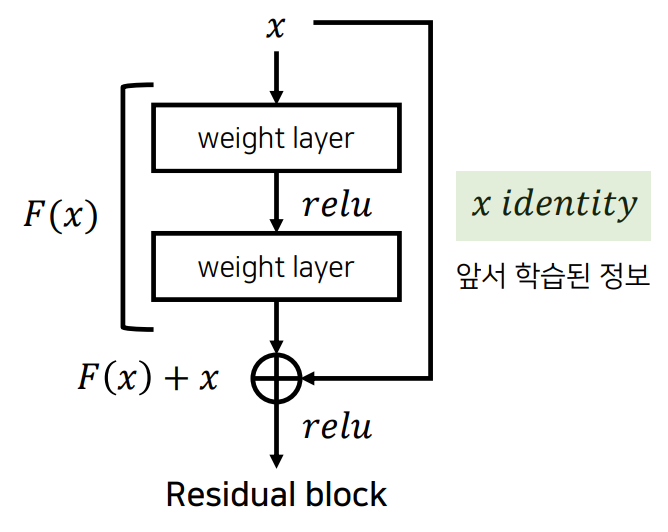 x
weight layer
relu
F(x)
x identity
weight layer
앞서 학습된 정보
F(x) + x
relu
Residual block